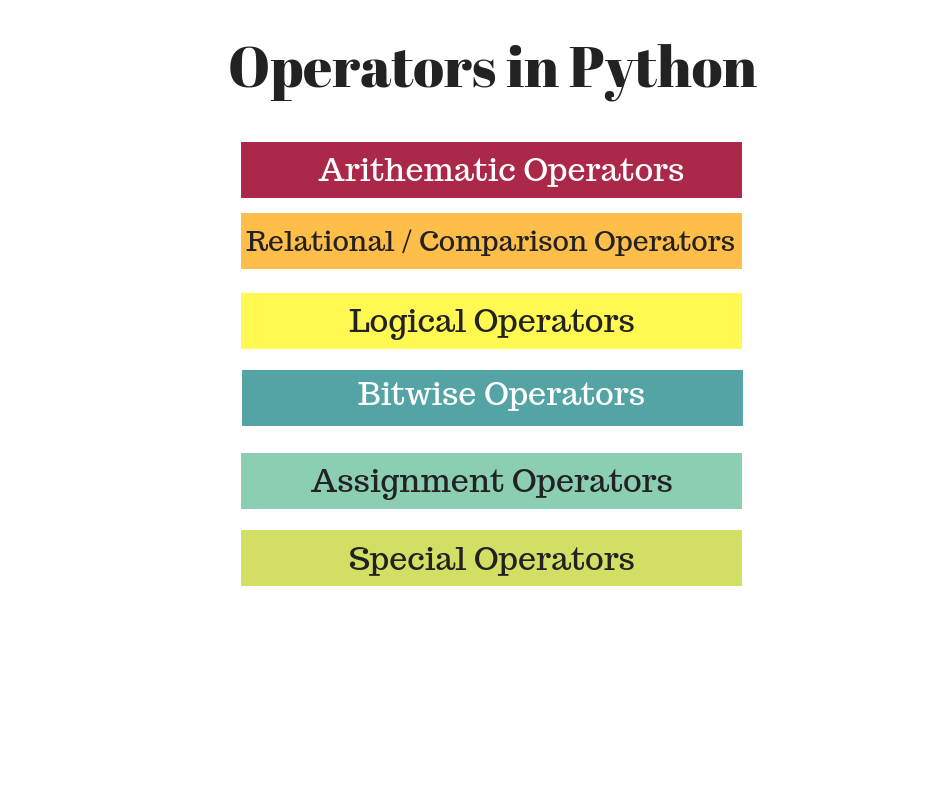 Operators in Python
Arithematic Operators
Relational / Comparison Operators
Logical Operators
Bitwise Operators
Assignment Operators
Special Operators